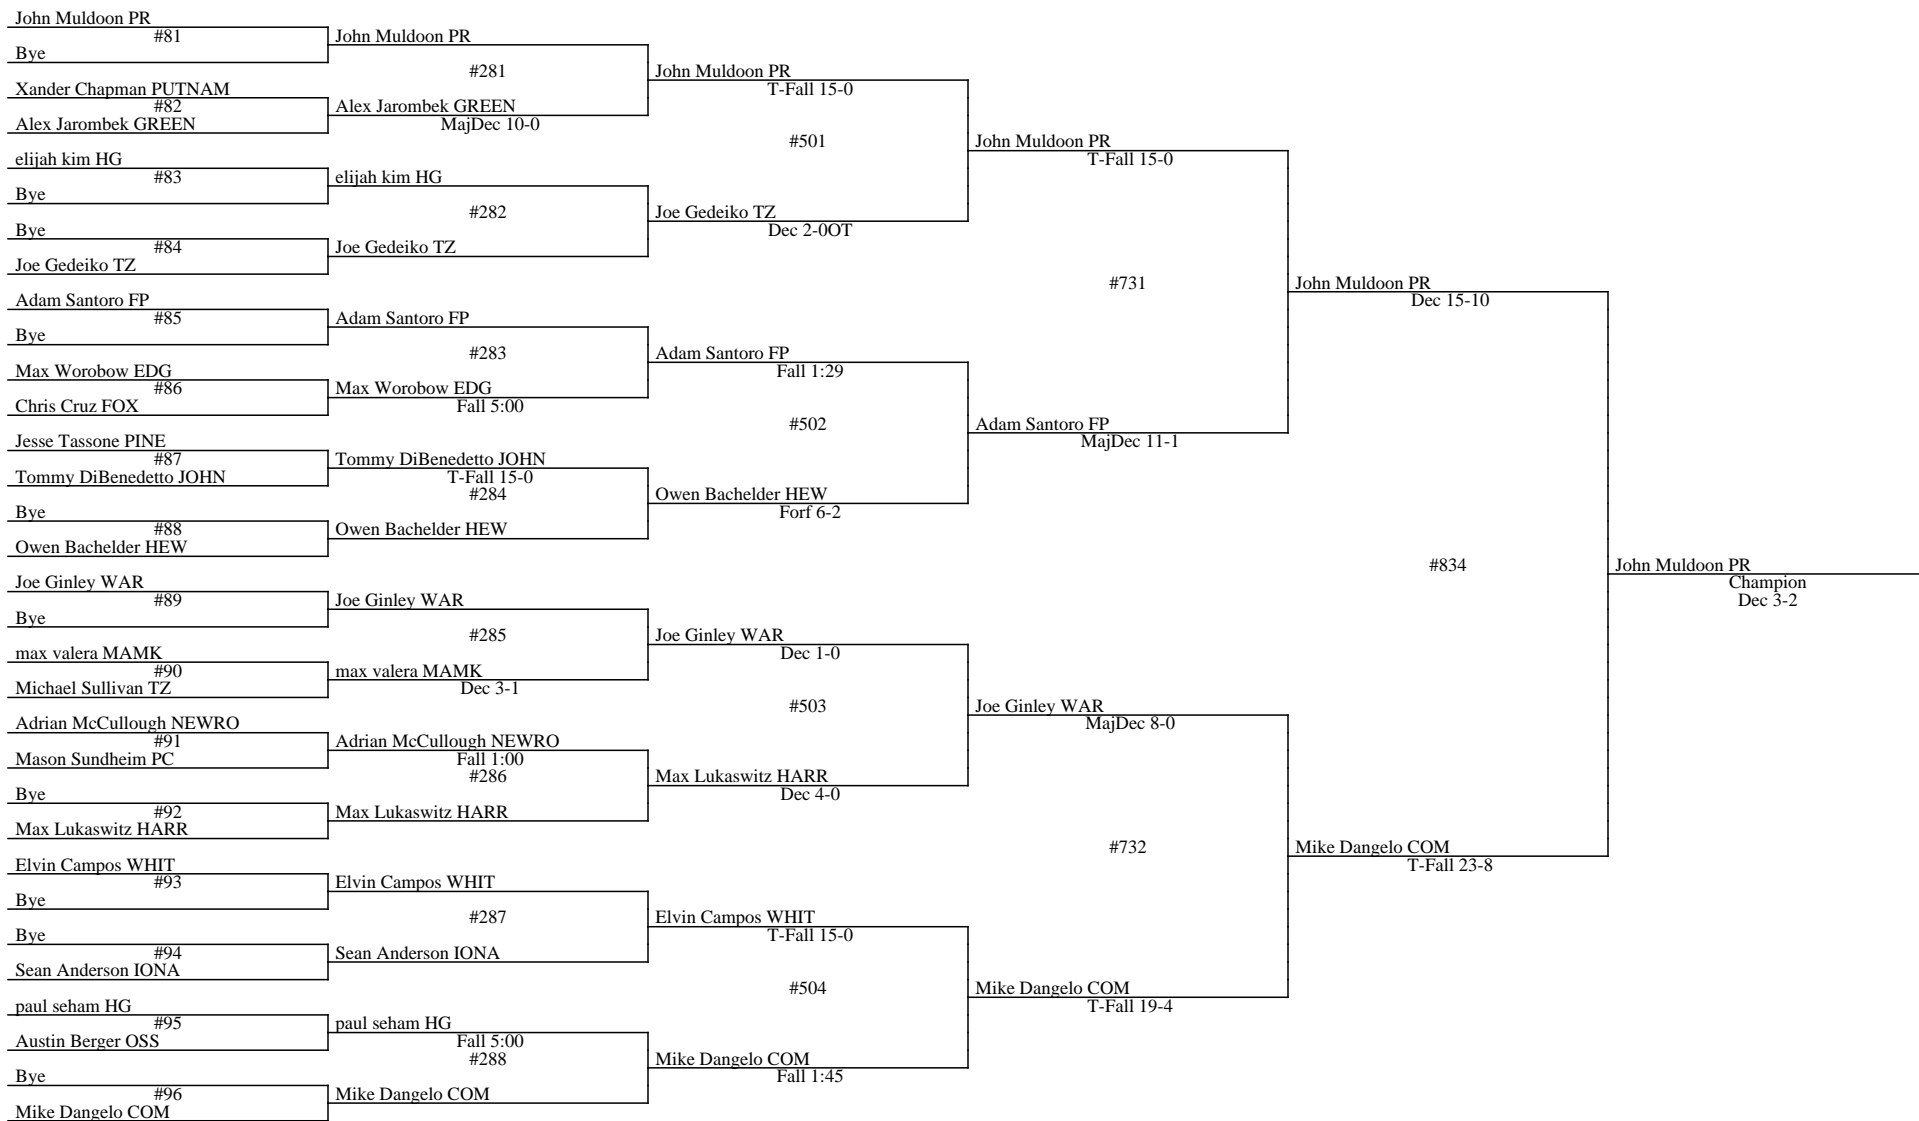 John Muldoon PR
#81
Bye
Xander Chapman PUTNAM
#82
Alex Jarombek GREEN
elijah kim HG
#83
Bye
Bye
#84
Joe Gedeiko TZ
Adam Santoro FP
#85
Bye
Max Worobow EDG
#86
Chris Cruz FOX
Jesse Tassone PINE
#87
Tommy DiBenedetto JOHN
Bye
#88
Owen Bachelder HEW
Joe Ginley WAR
#89
Bye
max valera MAMK
#90
Michael Sullivan TZ
Adrian McCullough NEWRO
#91
Mason Sundheim PC
Bye
#92
Max Lukaswitz HARR
Elvin Campos WHIT
#93
Bye
Bye
#94
Sean Anderson IONA
paul seham HG
#95
Austin Berger OSS
Bye
#96
Mike Dangelo COM
John Muldoon PR
#281
Alex Jarombek GREEN
MajDec 10-0
elijah kim HG
#282
Joe Gedeiko TZ
Adam Santoro FP
#283
Max Worobow EDG
Fall 5:00
Tommy DiBenedetto JOHN
T-Fall 15-0
#284
Owen Bachelder HEW
Joe Ginley WAR
#285
max valera MAMK
Dec 3-1
Adrian McCullough NEWRO
Fall 1:00
#286
Max Lukaswitz HARR
Elvin Campos WHIT
#287
Sean Anderson IONA
paul seham HG
Fall 5:00
#288
Mike Dangelo COM
John Muldoon PR
T-Fall 15-0
#501
Joe Gedeiko TZ
Dec 2-0OT
Adam Santoro FP
Fall 1:29
#502
Owen Bachelder HEW
Forf 6-2
Joe Ginley WAR
Dec 1-0
#503
Max Lukaswitz HARR
Dec 4-0
Elvin Campos WHIT
T-Fall 15-0
#504
Mike Dangelo COM
Fall 1:45
John Muldoon PR
T-Fall 15-0
#731
Adam Santoro FP
MajDec 11-1
Joe Ginley WAR
MajDec 8-0
#732
Mike Dangelo COM
T-Fall 19-4
John Muldoon PR
Dec 15-10
#834
Mike Dangelo COM
T-Fall 23-8
John Muldoon PR
Champion
Dec 3-2